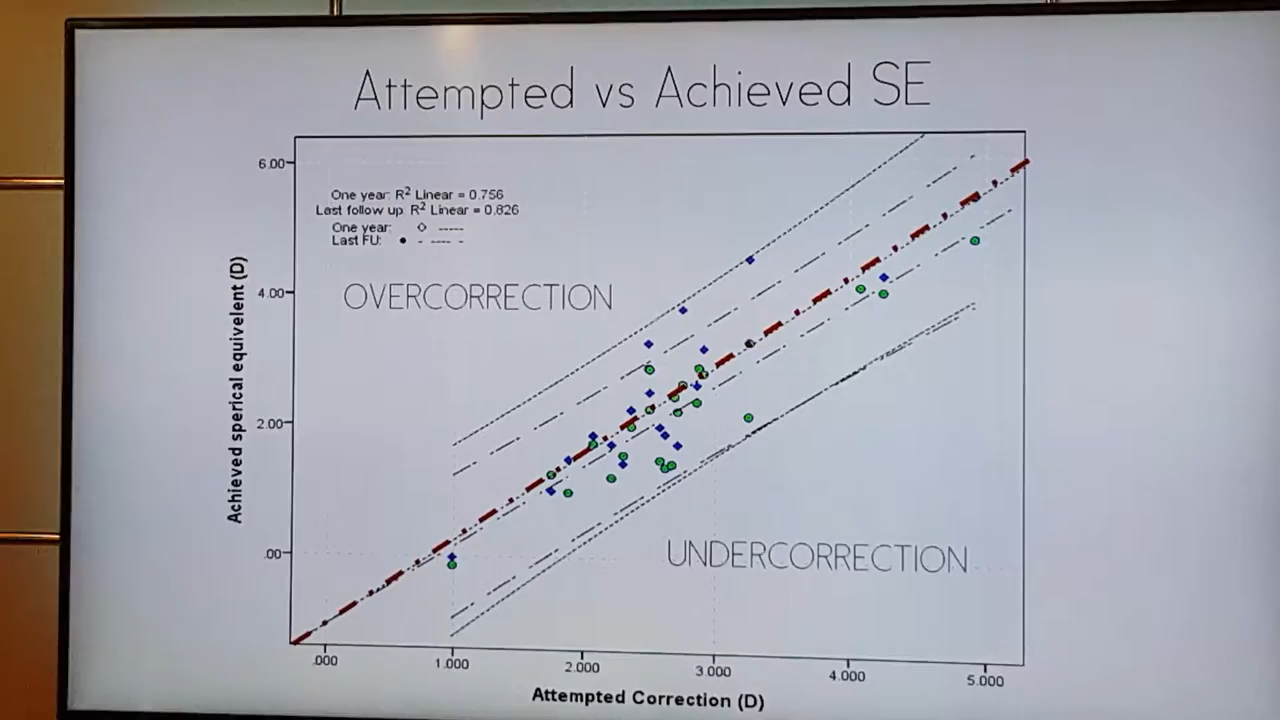 Attempted vs Achieved SE
6.00
4.00
2.00
.00
One year: R² Linear = 0.756
Last follow up: R² Linear = 0.826
One year:
Last FU:
OVERCORRECTION
UNDERCORRECTION
Achieved sperical equivelent (D)
.000 1.000 2.000 3.000 4.000 5.000
Attempted Correction (D)